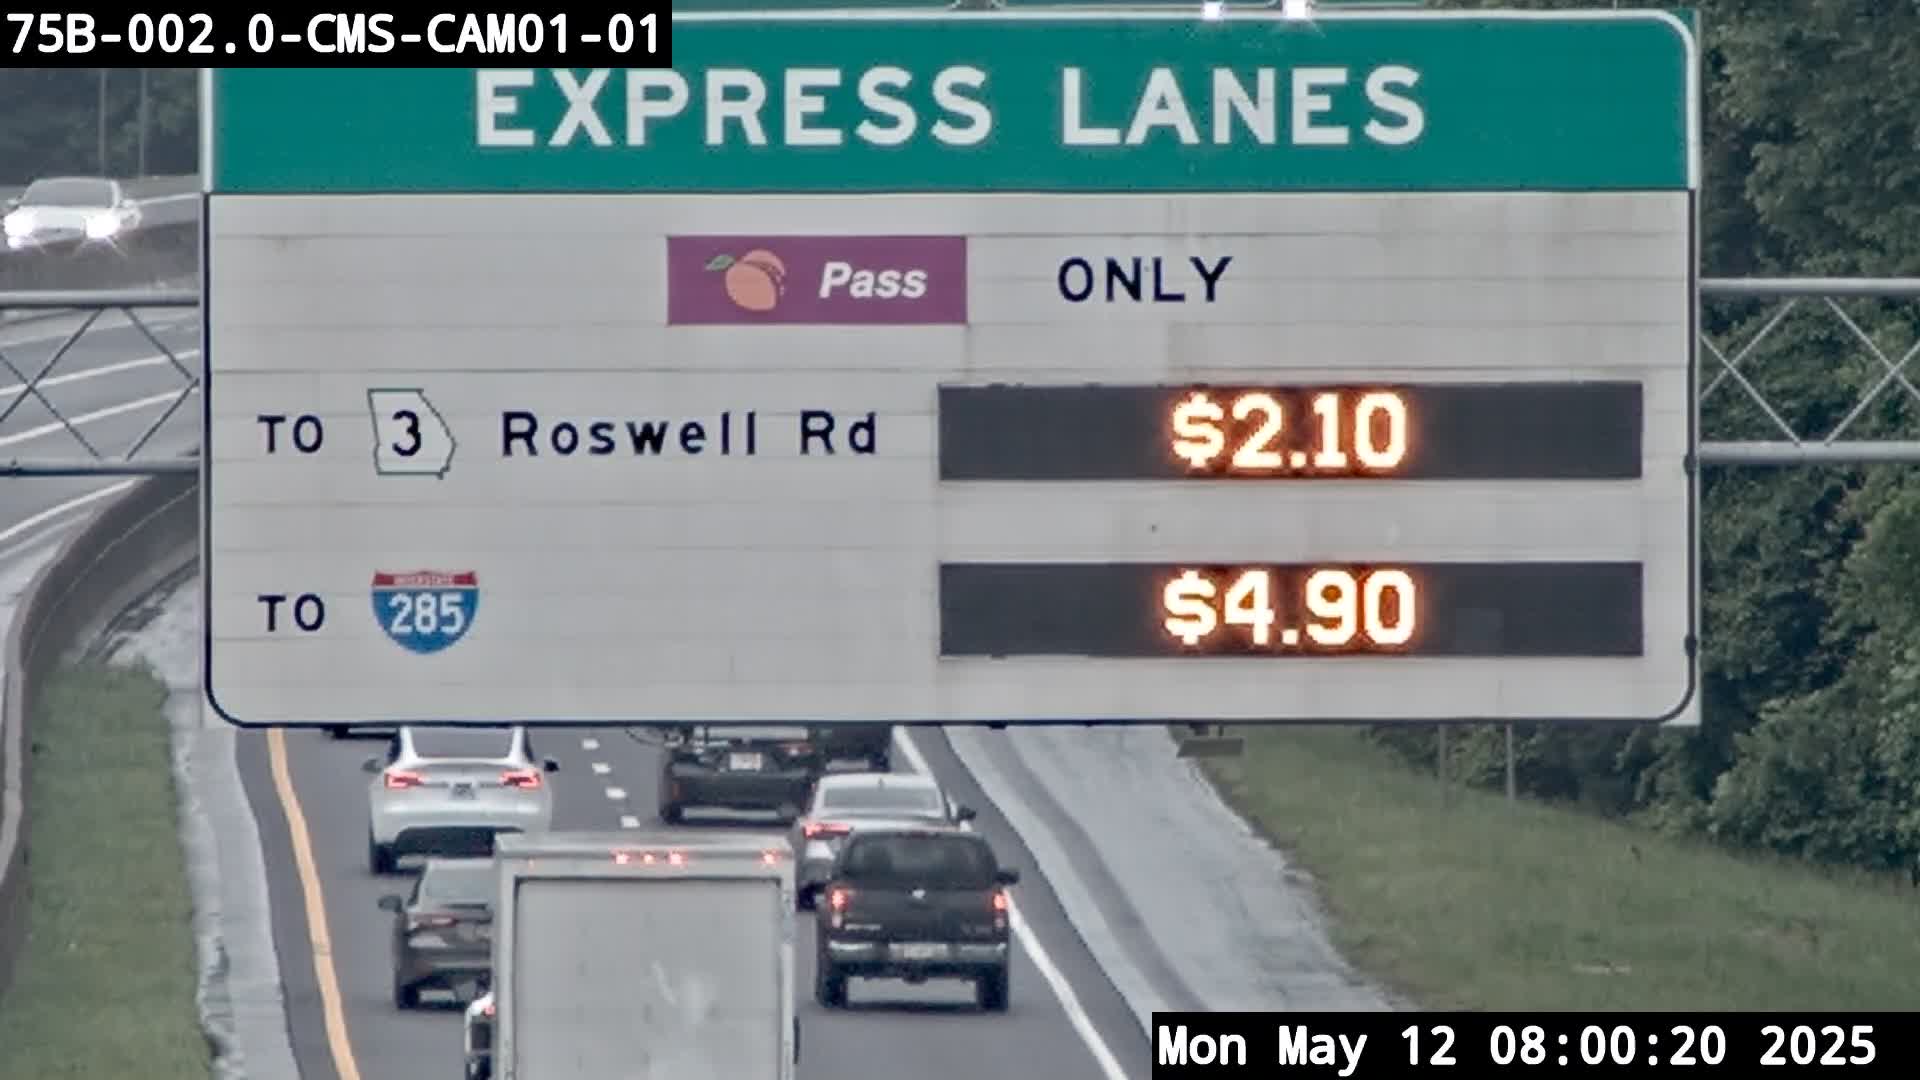 75B-002.0-CMS-CAM01-01
EXPRESS LANES
Pass ONLY
TO 3 Roswell Rd $2.10
INTERSTATE
TO 285 $4.90
Mon May 12 08:00:20 2025